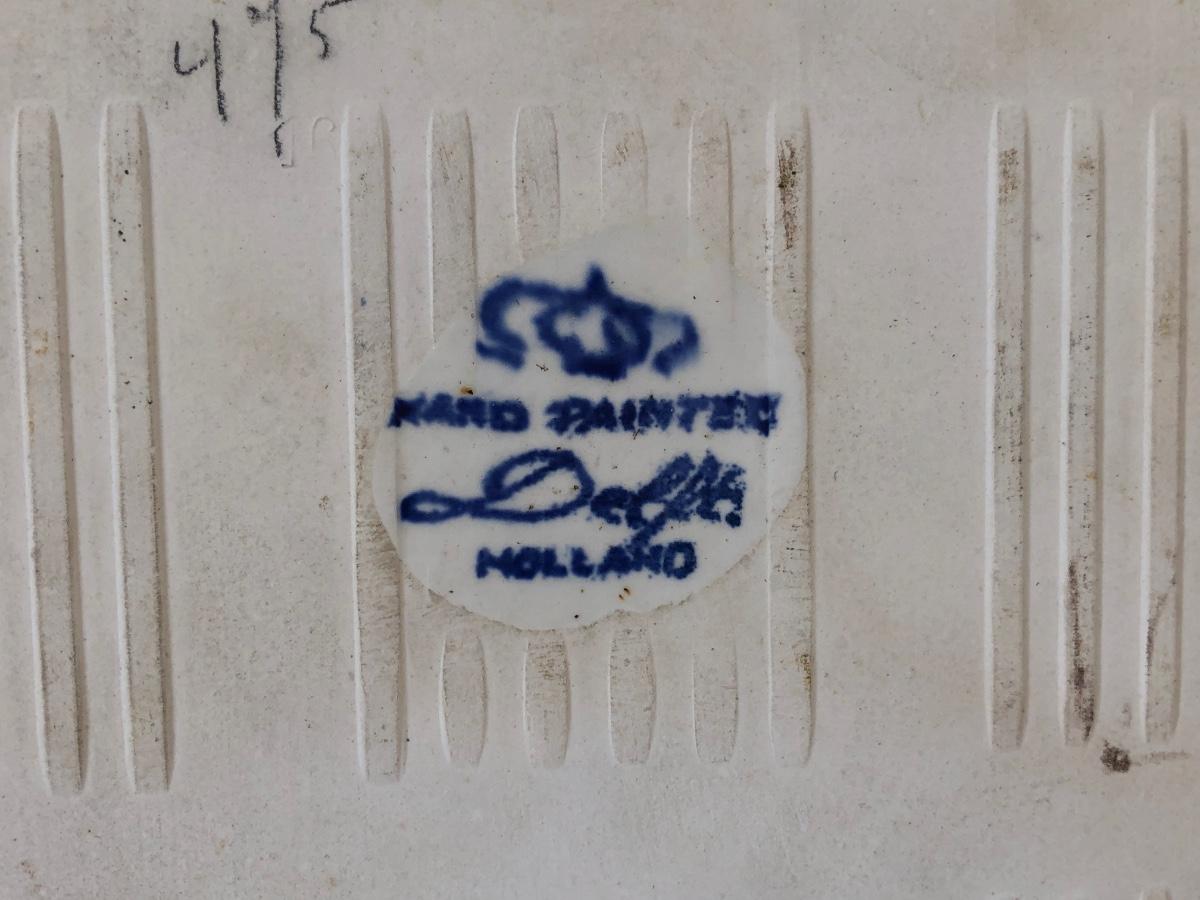 475
HAND PAINTED
Delft
HOLLAND